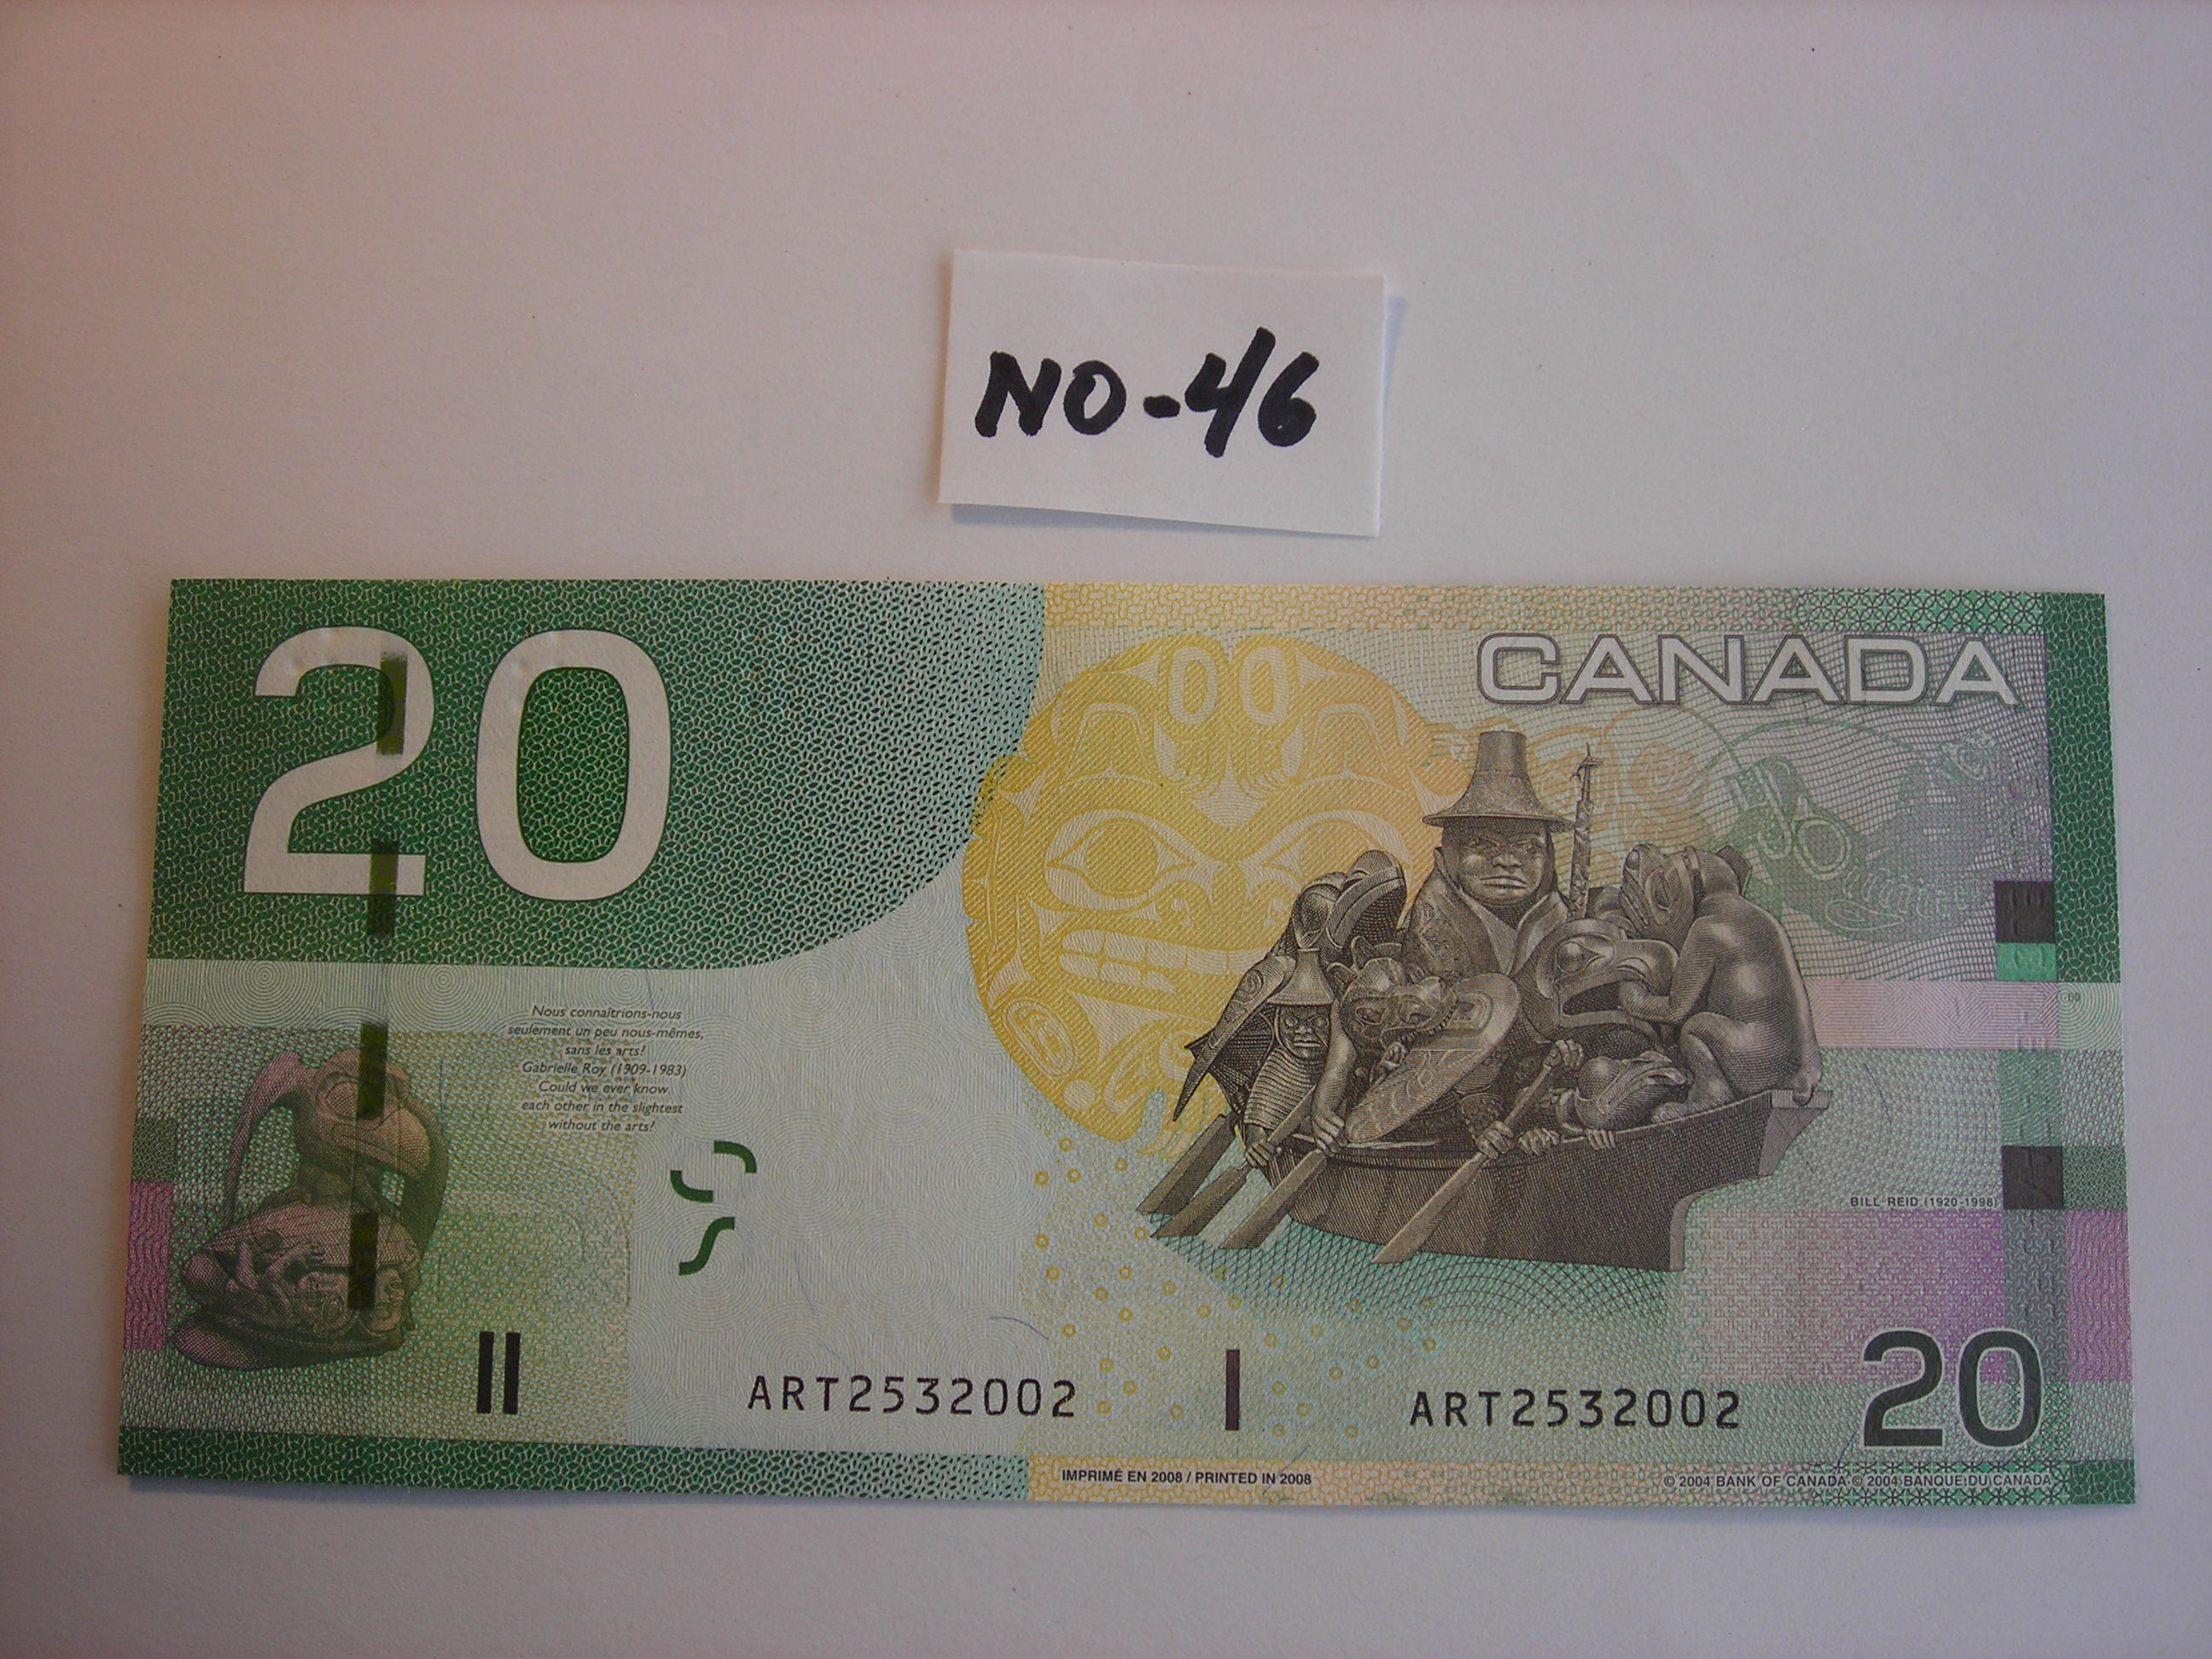 NO-46
20
CANADA
Nous connaîtrions-nous
seulement un peu nous-mêmes,
sans les arts?
Gabrielle Roy (1909-1983)
Could we ever know
each other in the slightest
without the arts?
BILL REID (1920-1998)
ART2532002
ART2532002
20
IMPRIMÉ EN 2008 / PRINTED IN 2008
© 2004 BANK OF CANADA © 2004 BANQUE DU CANADA